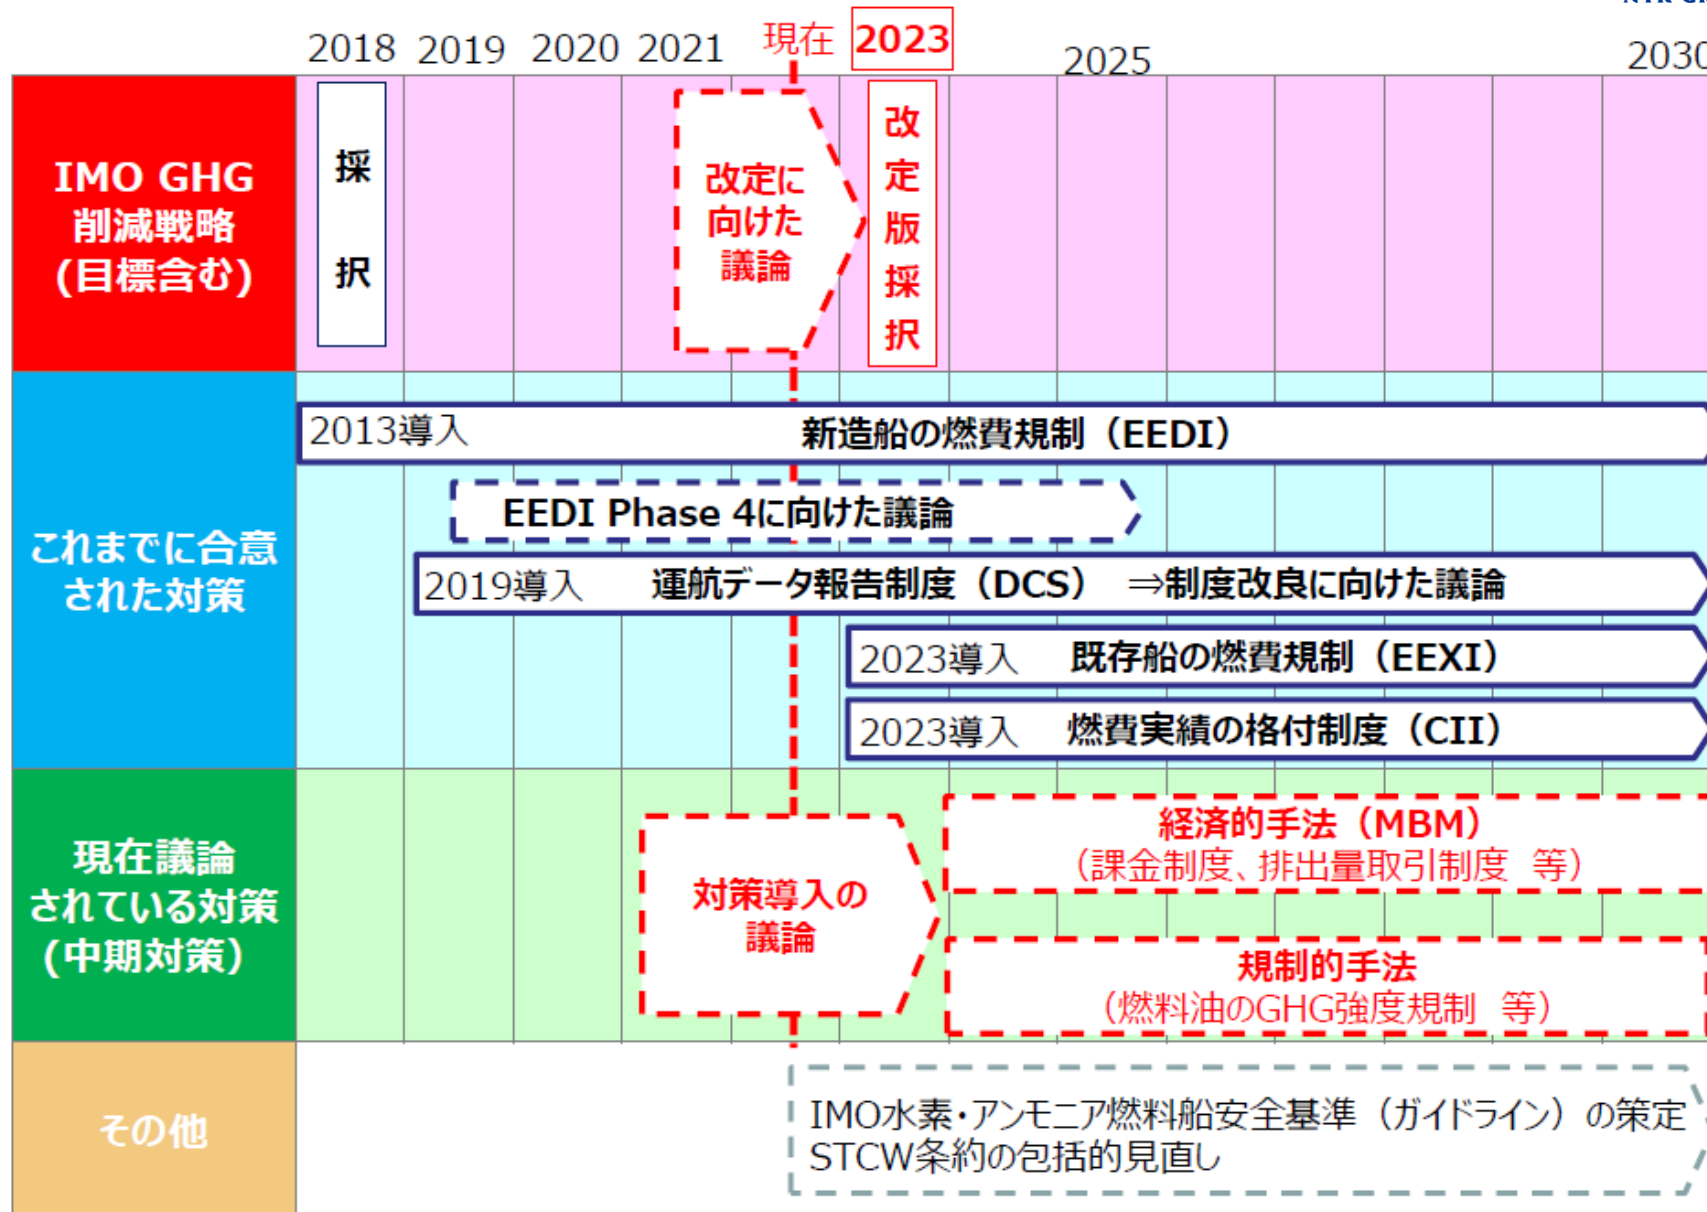 2018 2019 2020 2021 現在 2023 2025 2030
IMO GHG
削減戦略
(目標含む)
採択
改定に
向けた
議論
改定版採択
これまでに合意
された対策
2013導入 新造船の燃費規制（EEDI）
EEDI Phase 4に向けた議論
2019導入 運航データ報告制度（DCS） ⇒制度改良に向けた議論
2023導入 既存船の燃費規制（EEXI）
2023導入 燃費実績の格付制度（CII）
現在議論
されている対策
(中期対策)
対策導入の
議論
経済的手法（MBM）
（課金制度、排出量取引制度 等）
規制的手法
（燃料油のGHG強度規制 等）
その他
IMO水素・アンモニア燃料船安全基準（ガイドライン）の策定
STCW条約の包括的見直し